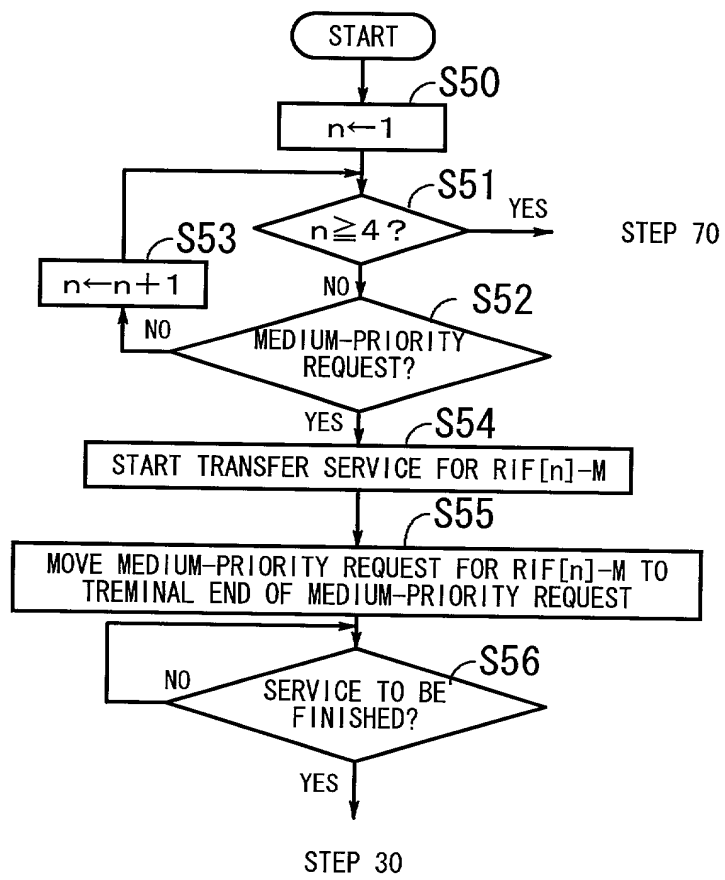 START
S50
n←1
S51
n≧4?
YES
STEP 70
S53
n←n+1
NO
S52
NO
MEDIUM-PRIORITY
REQUEST?
YES
S54
START TRANSFER SERVICE FOR RIF[n]-M
S55
MOVE MEDIUM-PRIORITY REQUEST FOR RIF[n]-M TO
TREMINAL END OF MEDIUM-PRIORITY REQUEST
S56
NO
SERVICE TO BE
FINISHED?
YES
STEP 30